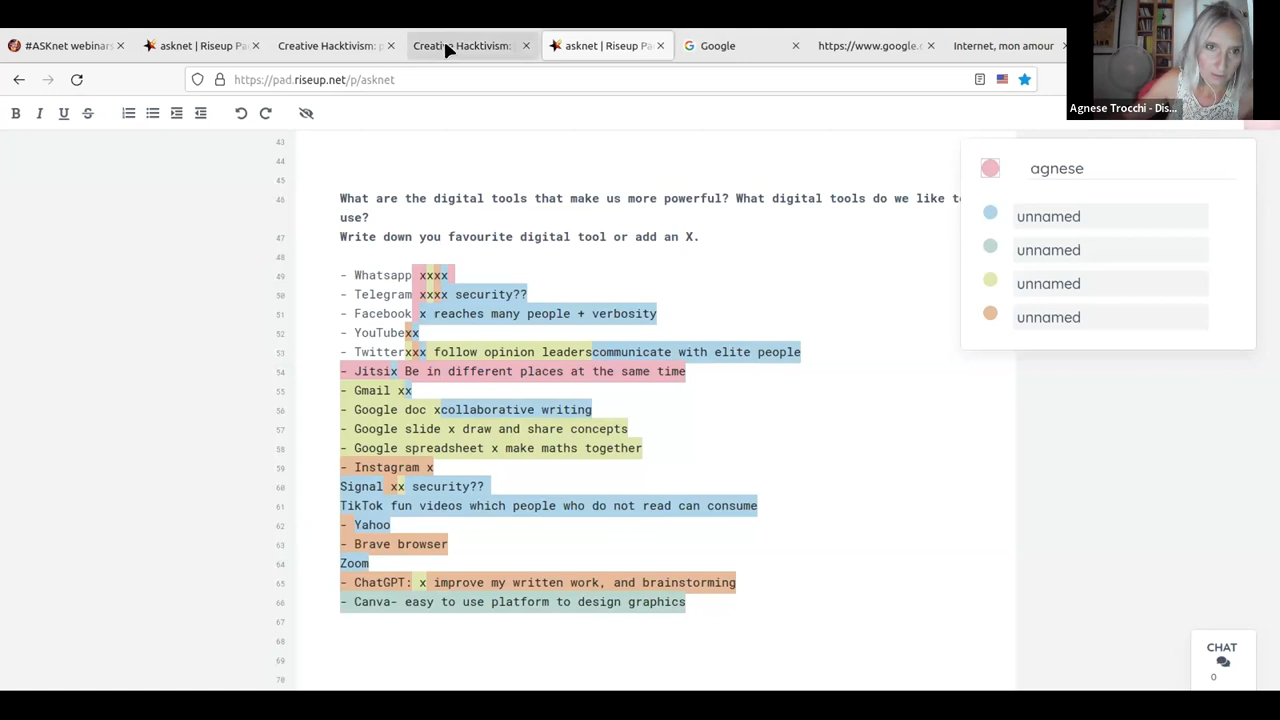 #ASKnet webinars
asknet | Riseup Pa
Creative Hacktivism: p
Creative Hacktivism:
asknet | Riseup Pa
Google
https://www.google.c
Internet, mon amour
https://pad.riseup.net/p/asknet
B I U S
Agnese Trocchi - Dis...
agnese
unnamed
unnamed
unnamed
unnamed
43
44
45
46 What are the digital tools that make us more powerful? What digital tools do we like t
use?
47 Write down you favourite digital tool or add an X.
48
49 - Whatsapp xxxx
50 - Telegram xxxx security??
51 - Facebook x reaches many people + verbosity
52 - YouTubexx
53 - Twitterxxx follow opinion leaderscommunicate with elite people
54 - Jitsix Be in different places at the same time
55 - Gmail xx
56 - Google doc xcollaborative writing
57 - Google slide x draw and share concepts
58 - Google spreadsheet x make maths together
59 - Instagram x
60 Signal xx security??
61 TikTok fun videos which people who do not read can consume
62 - Yahoo
63 - Brave browser
64 Zoom
65 - ChatGPT: x improve my written work, and brainstorming
66 - Canva- easy to use platform to design graphics
67
68
69
70
CHAT
0